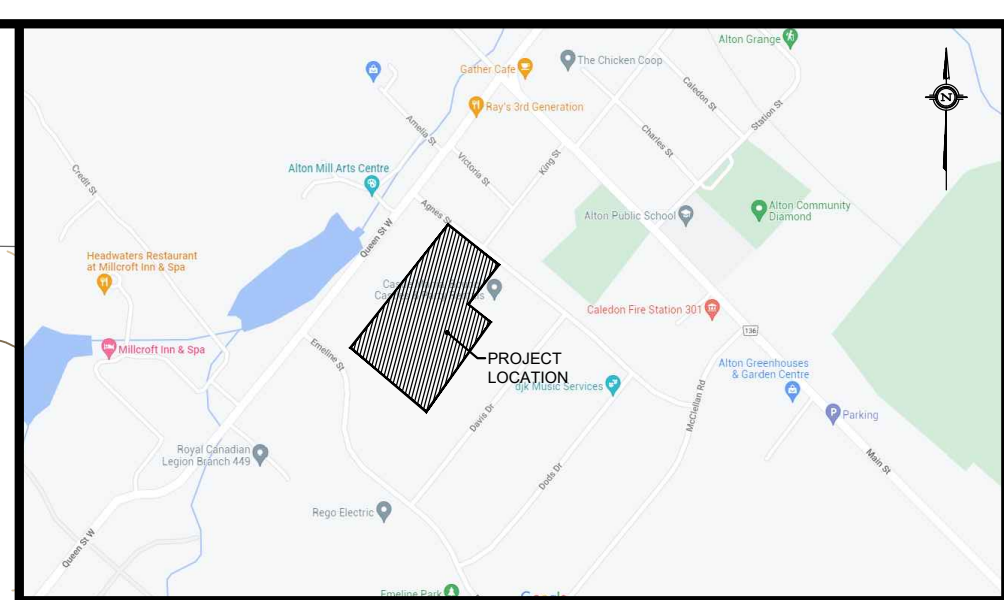 Alton Grange
Gather Cafe
The Chicken Coop
N
Caledon St
Station St
Ray's 3rd Generation
Amelia St
Charles St
Victoria St
King St
Alton Mill Arts Centre
Credit St
Agnes St
Alton Public School
Alton Community
Diamond
Queen St W
Headwaters Restaurant
at Millcroft Inn & Spa
Caledon Fire Station 301
136
Millcroft Inn & Spa
Emeline St
PROJECT
LOCATION
Alton Greenhouses
& Garden Centre
djk Music Services
McClellan Rd
Parking
Davis Dr
Main St
Royal Canadian
Legion Branch 449
Dods Dr
Rego Electric
Queen St W
Emeline Park
Google